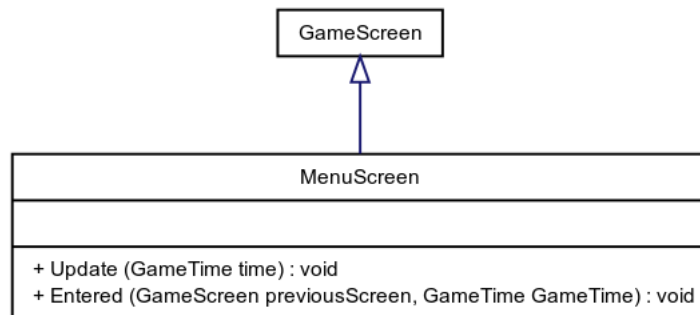 GameScreen
MenuScreen
+ Update (GameTime time) : void
+ Entered (GameScreen previousScreen, GameTime GameTime) : void